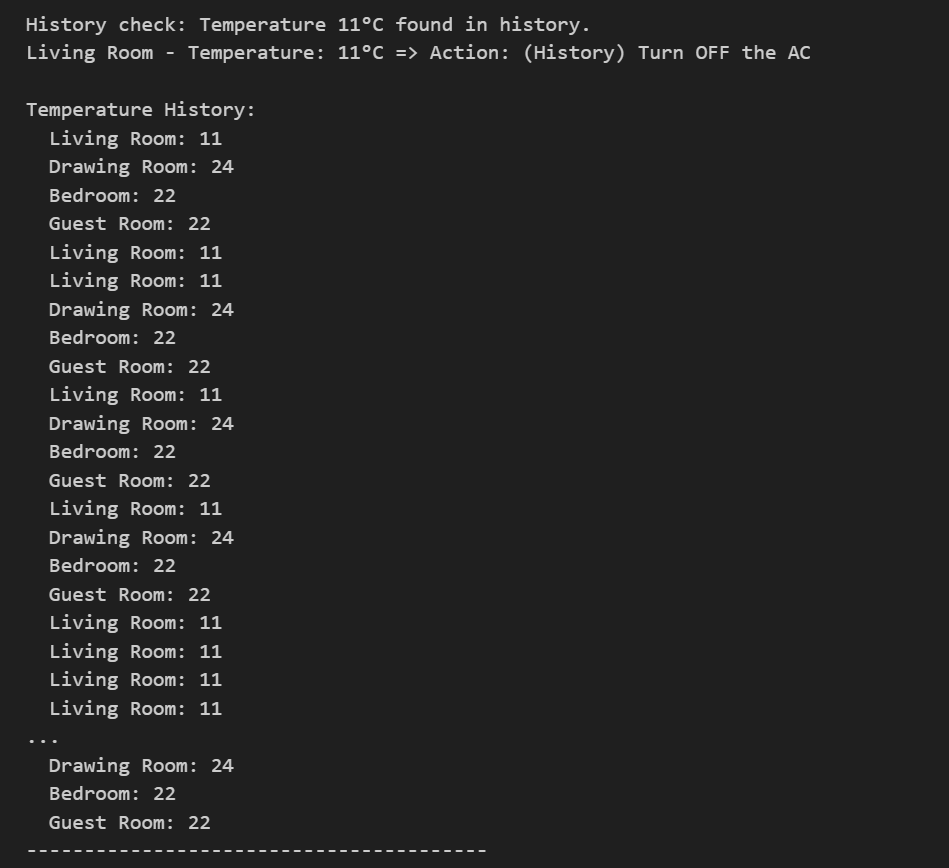 History check: Temperature 11°C found in history.
Living Room - Temperature: 11°C => Action: (History) Turn OFF the AC
Temperature History:
Living Room: 11
Drawing Room: 24
Bedroom: 22
Guest Room: 22
Living Room: 11
Living Room: 11
Drawing Room: 24
Bedroom: 22
Guest Room: 22
Living Room: 11
Drawing Room: 24
Bedroom: 22
Guest Room: 22
Living Room: 11
Drawing Room: 24
Bedroom: 22
Guest Room: 22
Living Room: 11
Living Room: 11
Living Room: 11
Living Room: 11
...
Drawing Room: 24
Bedroom: 22
Guest Room: 22
----------------------------------------